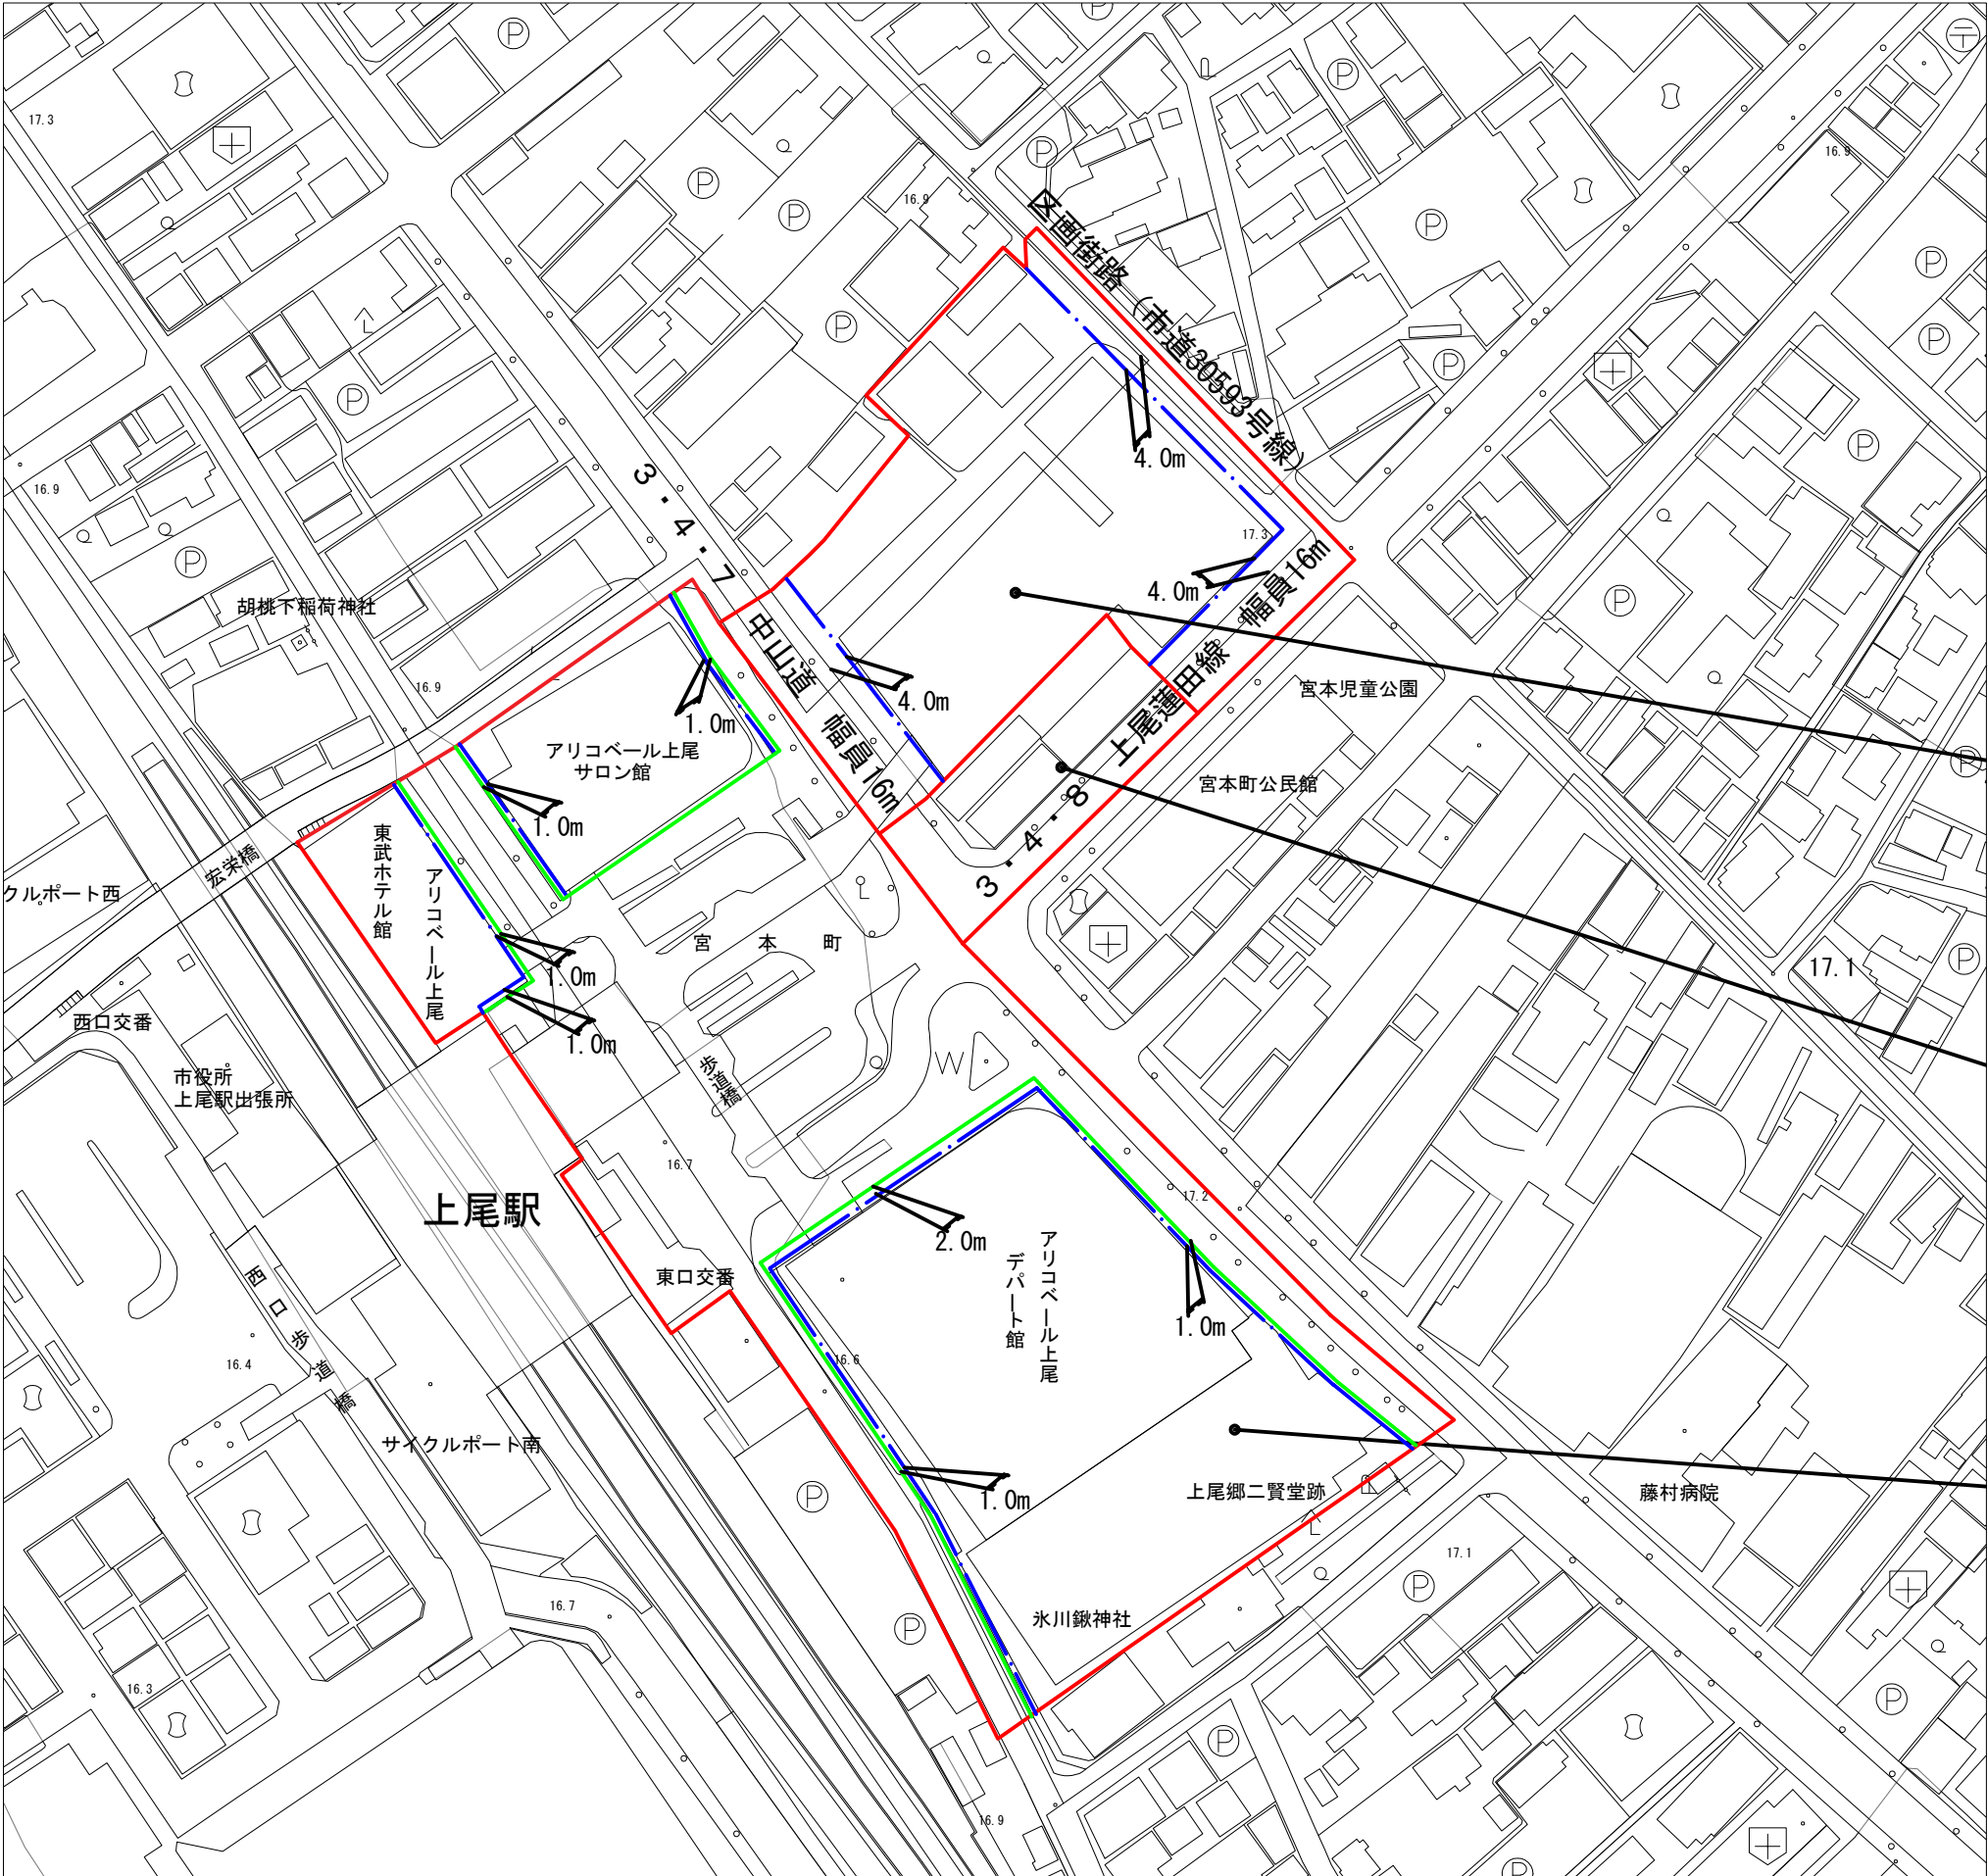 17.3
16.9
16.9
区画街路（市道30593号線）
4.0m
3・4・7
16.9
17.3
4.0m
幅員16m
胡桃下稲荷神社
中山道 幅員16m
16.9
4.0m
1.0m
上尾蓮田線
宮本児童公園
アリコベール上尾
サロン館
宮本町公民館
3・4・8
1.0m
東武ホテル館
アリコベール上尾
宏栄橋
クルポート西
宮本町
17.1
1.0m
西口交番
1.0m
市役所
上尾駅出張所
歩道橋
W
16.7
17.2
上尾駅
2.0m
アリコベール上尾
デパート館
東口交番
西口歩道橋
1.0m
16.6
16.4
サイクルポート南
1.0m
上尾郷二賢堂跡
藤村病院
17.1
16.7
氷川鍬神社
16.3
16.9
P